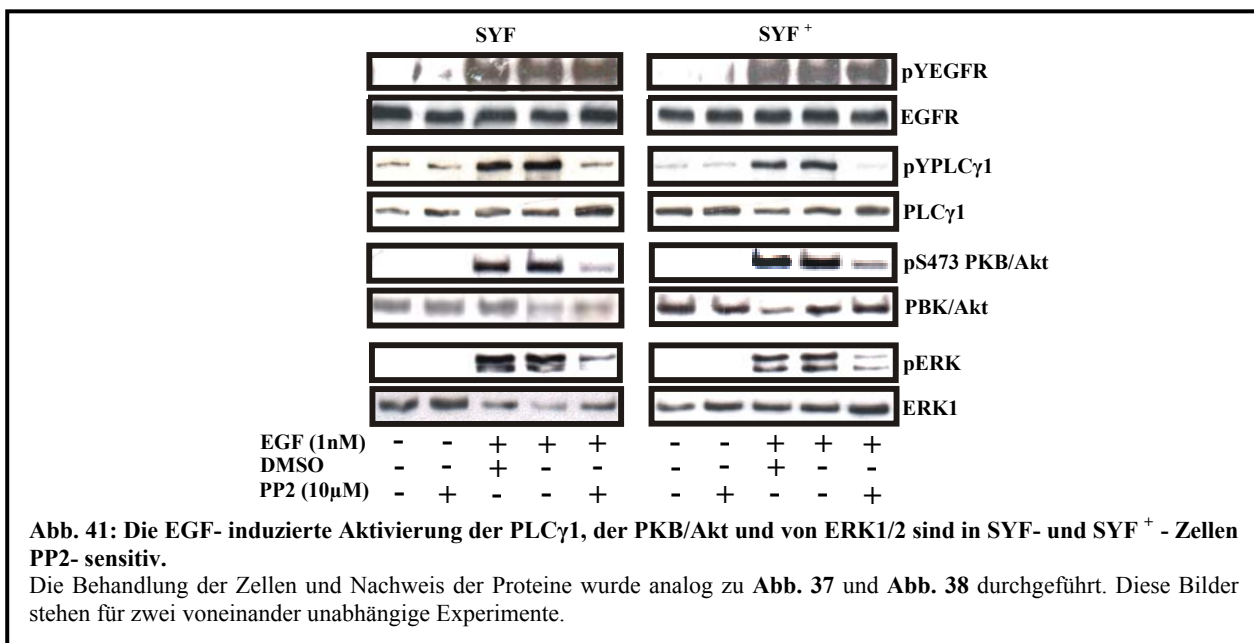 SYF SYF +
pYEGFR
EGFR
pYPLCγ1
PLCγ1
pS473 PKB/Akt
PBK/Akt
pERK
ERK1
EGF (1nM) - - + + + - - + + +
DMSO - - + - - - - + - -
PP2 (10μM) - + - - + - + - - +
Abb. 41: Die EGF- induzierte Aktivierung der PLCγ1, der PKB/Akt und von ERK1/2 sind in SYF- und SYF + - Zellen
PP2- sensitiv.
Die Behandlung der Zellen und Nachweis der Proteine wurde analog zu Abb. 37 und Abb. 38 durchgeführt. Diese Bilder
stehen für zwei voneinander unabhängige Experimente.